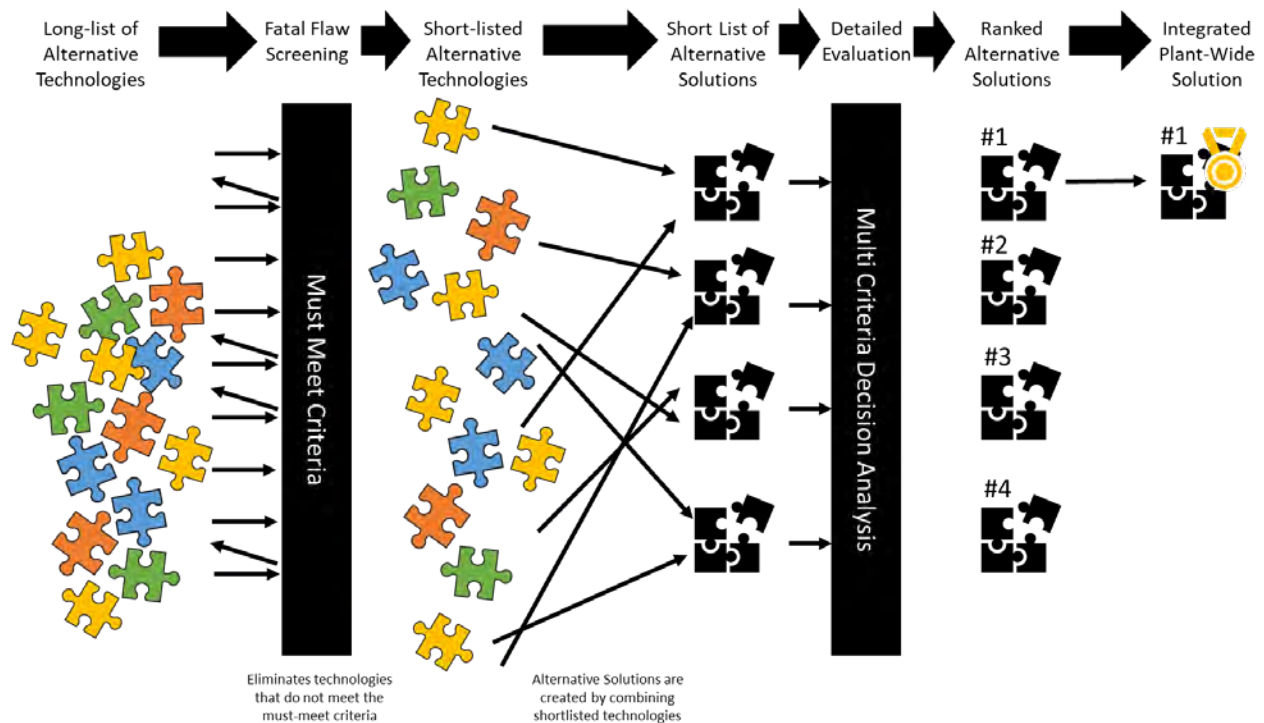 Long-list of
Alternative
Technologies
Fatal Flaw
Screening
Short-listed
Alternative
Technologies
Short List of
Alternative
Solutions
Detailed
Evaluation
Ranked
Alternative
Solutions
Integrated
Plant-Wide
Solution
Must Meet Criteria
Multi Criteria Decision Analysis
#1
#2
#3
#4
#1
Eliminates technologies
that do not meet the
must-meet criteria
Alternative Solutions are
created by combining
shortlisted technologies